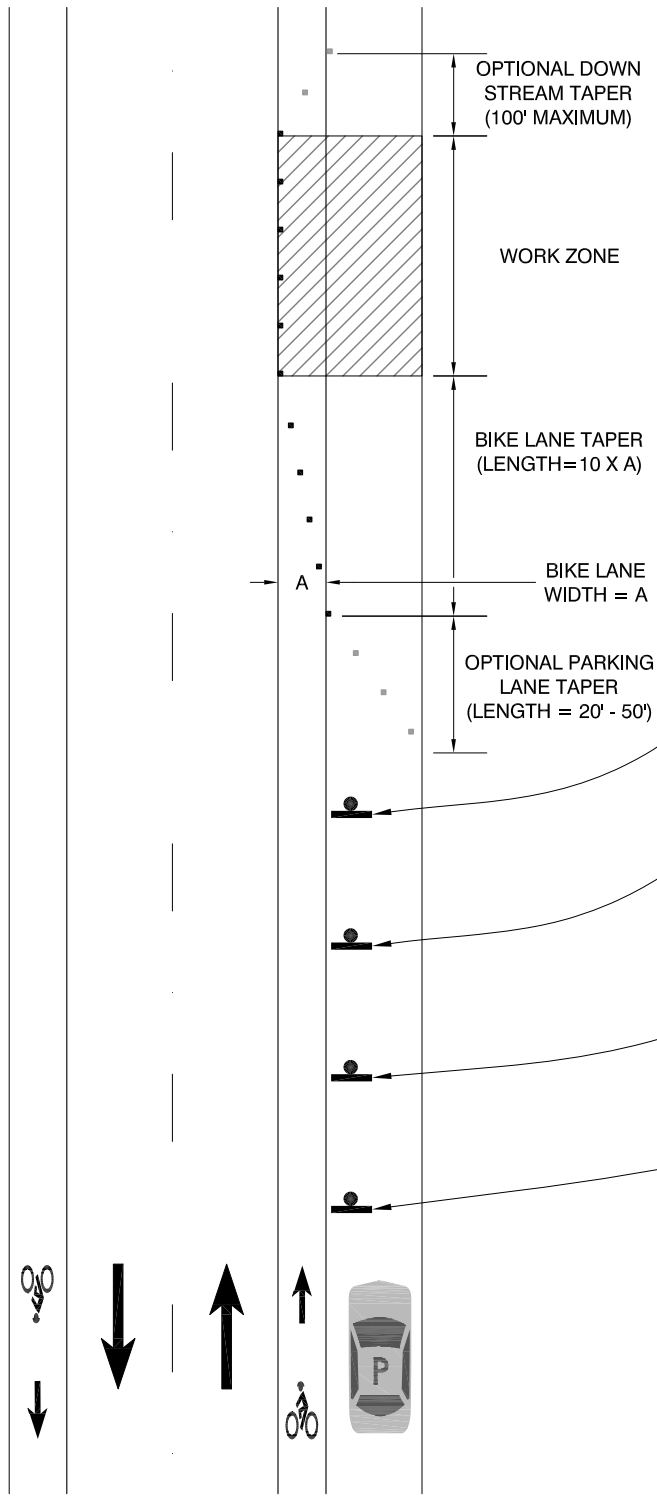 OPTIONAL DOWN
STREAM TAPER
(100' MAXIMUM)
WORK ZONE
BIKE LANE TAPER
(LENGTH=10 X A)
A
BIKE LANE
WIDTH = A
OPTIONAL PARKING
LANE TAPER
(LENGTH = 20' - 50')
P